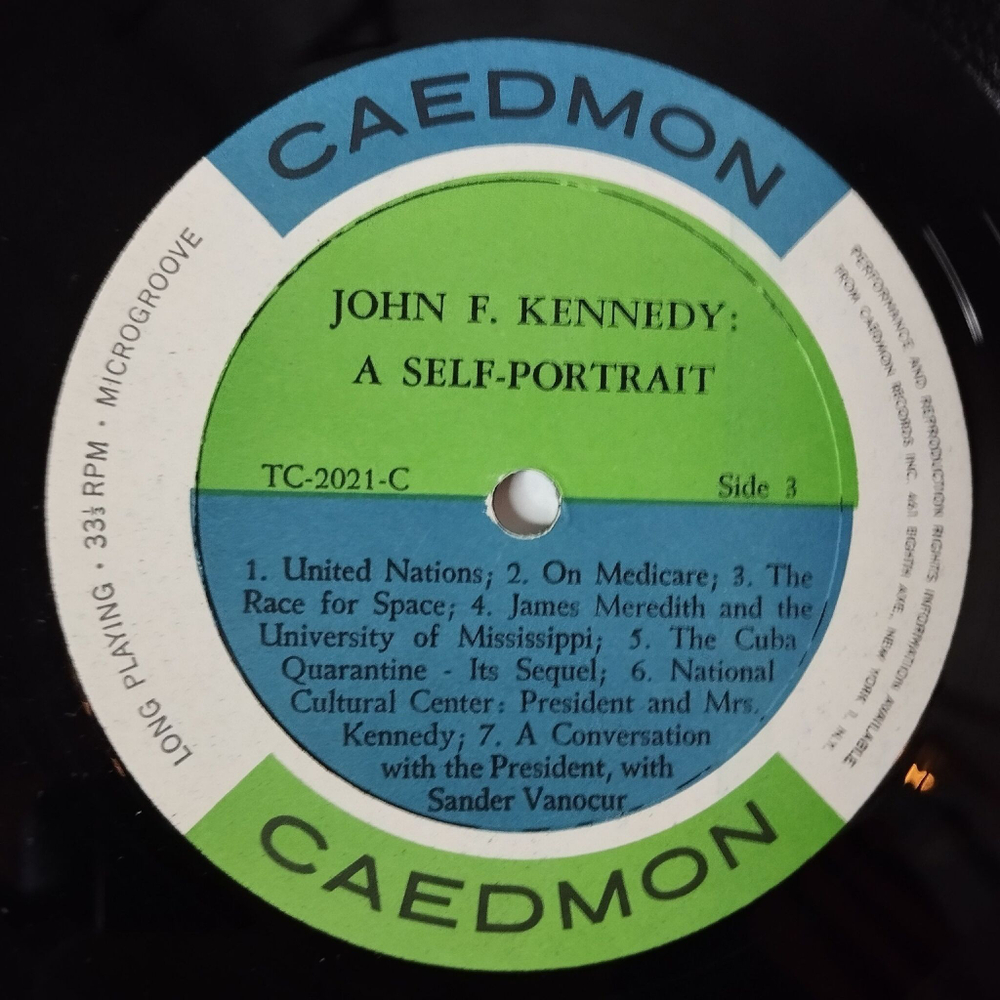 CAEDMON
LONG PLAYING · 33⅓ RPM · MICROGROOVE
PERFORMANCE AND REPRODUCTION RIGHTS INFORMATION AVAILABLE
FROM CAEDMON RECORDS INC. 461 EIGHTH AVE., NEW YORK 1, N.Y.
JOHN F. KENNEDY:
A SELF-PORTRAIT
TC-2021-C
Side 3
1. United Nations; 2. On Medicare; 3. The
Race for Space; 4. James Meredith and the
University of Mississippi; 5. The Cuba
Quarantine - Its Sequel; 6. National
Cultural Center: President and Mrs.
Kennedy; 7. A Conversation
with the President, with
Sander Vanocur
CAEDMON